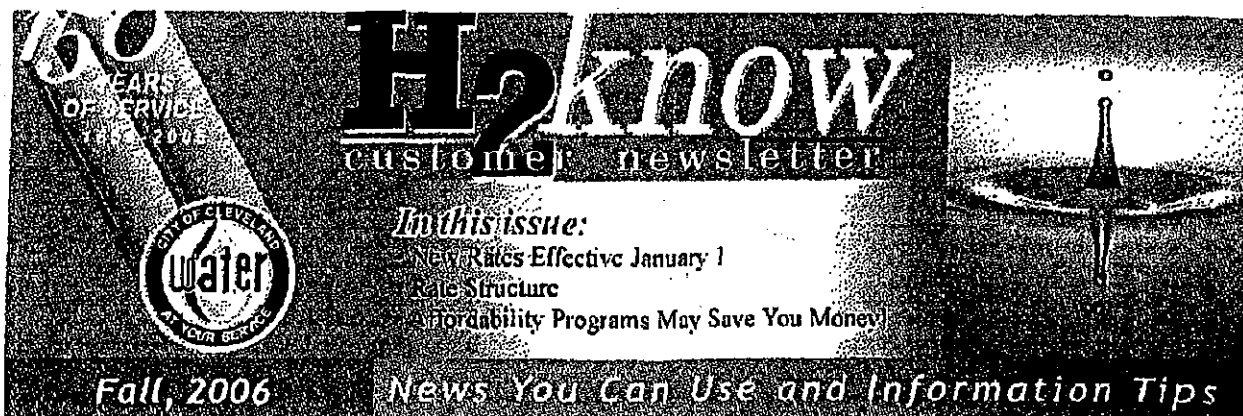 150
YEARS
OF SERVICE
H2know
customer newsletter
CITY OF CLEVELAND
water
AT YOUR SERVICE
In this issue:
New Rates Effective January 1
Rate Structure
Affordability Programs May Save You Money!
Fall, 2006
News You Can Use and Information Tips